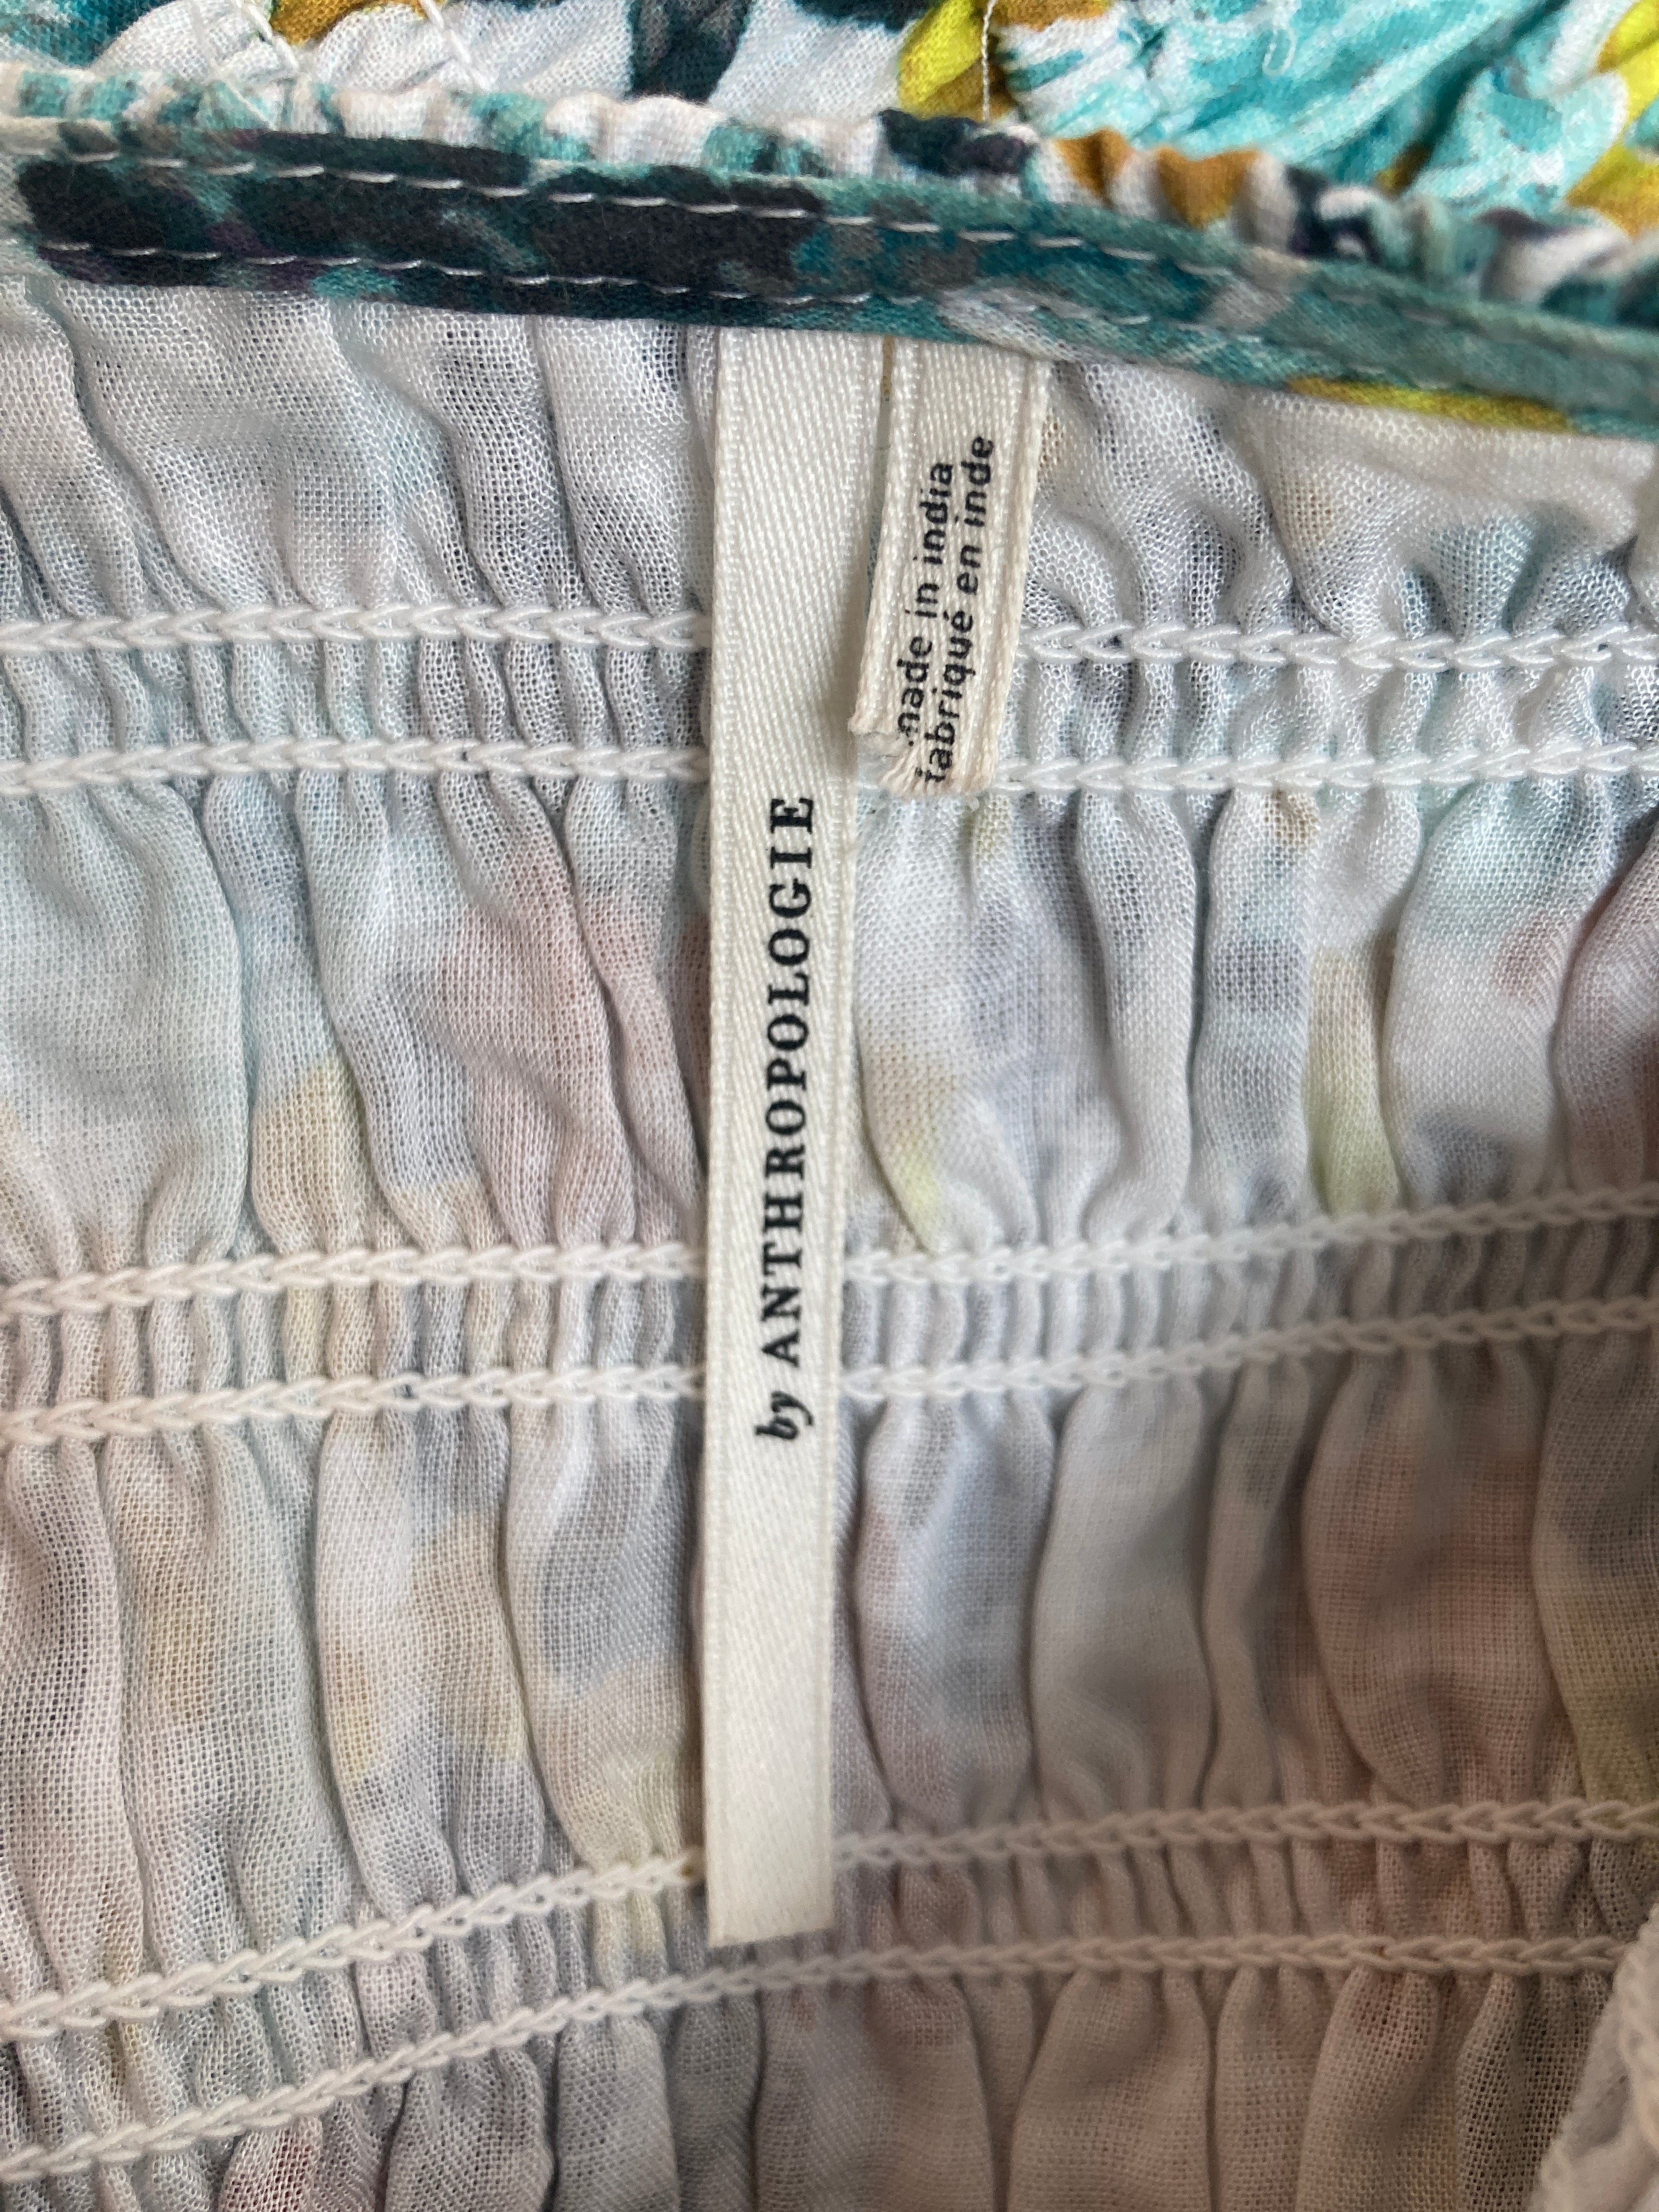 by ANTHROPOLOGIE
made in india
fabriqué en inde